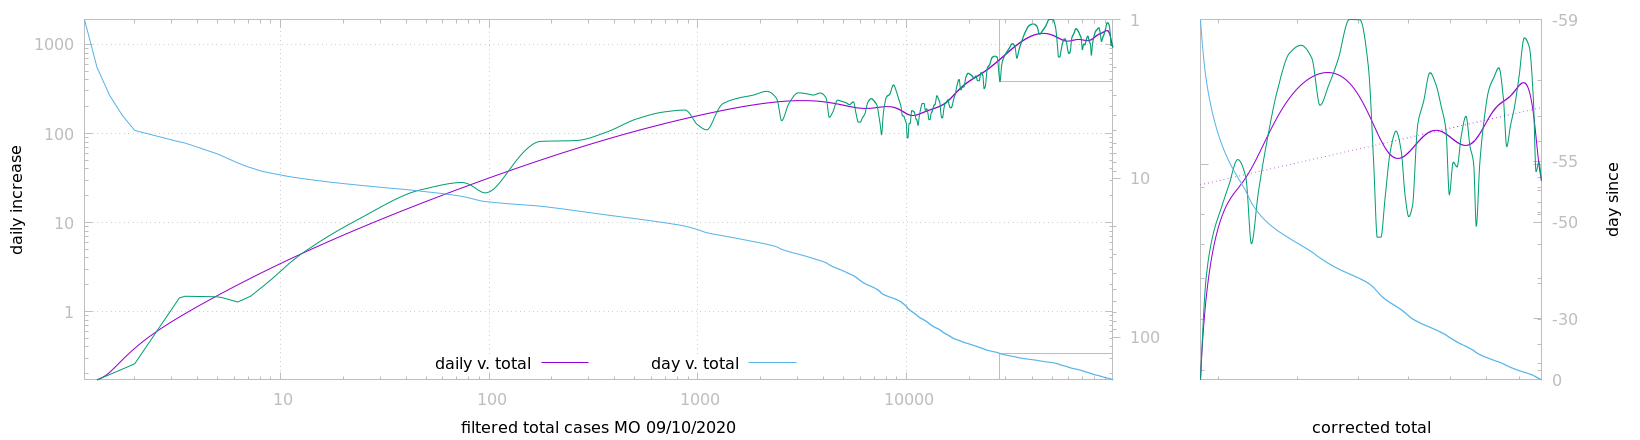 daily increase
1000
100
10
1
10
100
1000
10000
filtered total cases MO 09/10/2020
daily v. total
day v. total
1
10
100
-59
-55
-50
-30
0
day since
corrected total